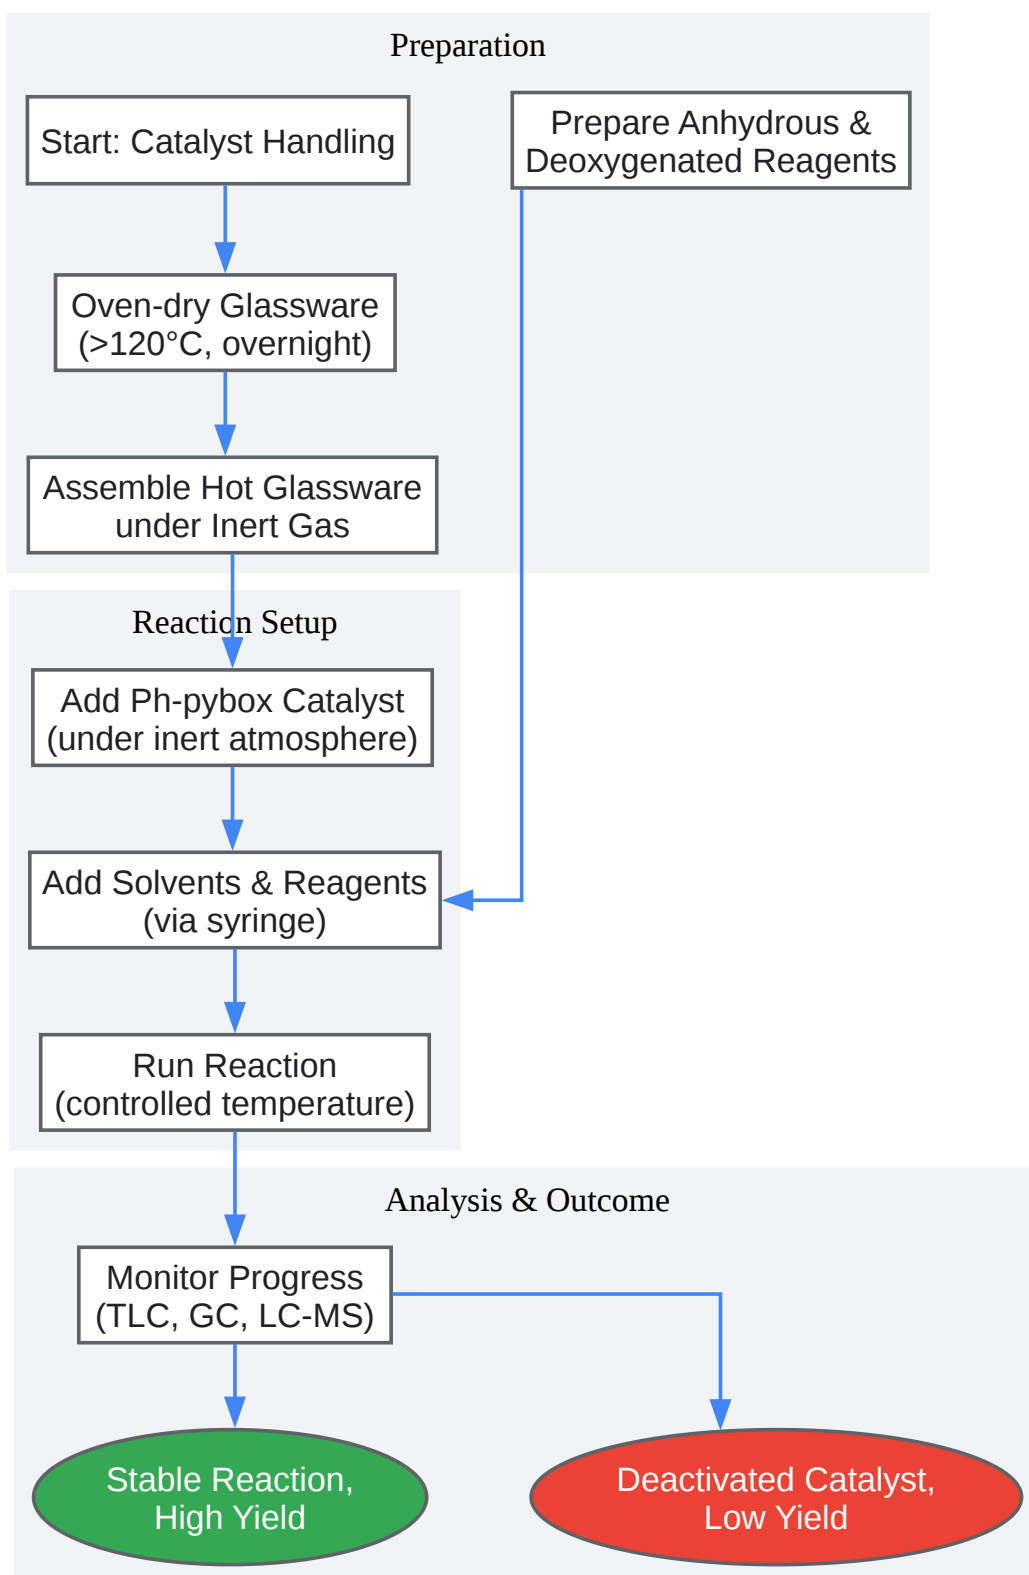 Preparation
Start: Catalyst Handling
Prepare Anhydrous &
Deoxygenated Reagents
Oven-dry Glassware
(>120°C, overnight)
Assemble Hot Glassware
under Inert Gas
Reaction Setup
Add Ph-pybox Catalyst
(under inert atmosphere)
Add Solvents & Reagents
(via syringe)
Run Reaction
(controlled temperature)
Analysis & Outcome
Monitor Progress
(TLC, GC, LC-MS)
Stable Reaction,
High Yield
Deactivated Catalyst,
Low Yield